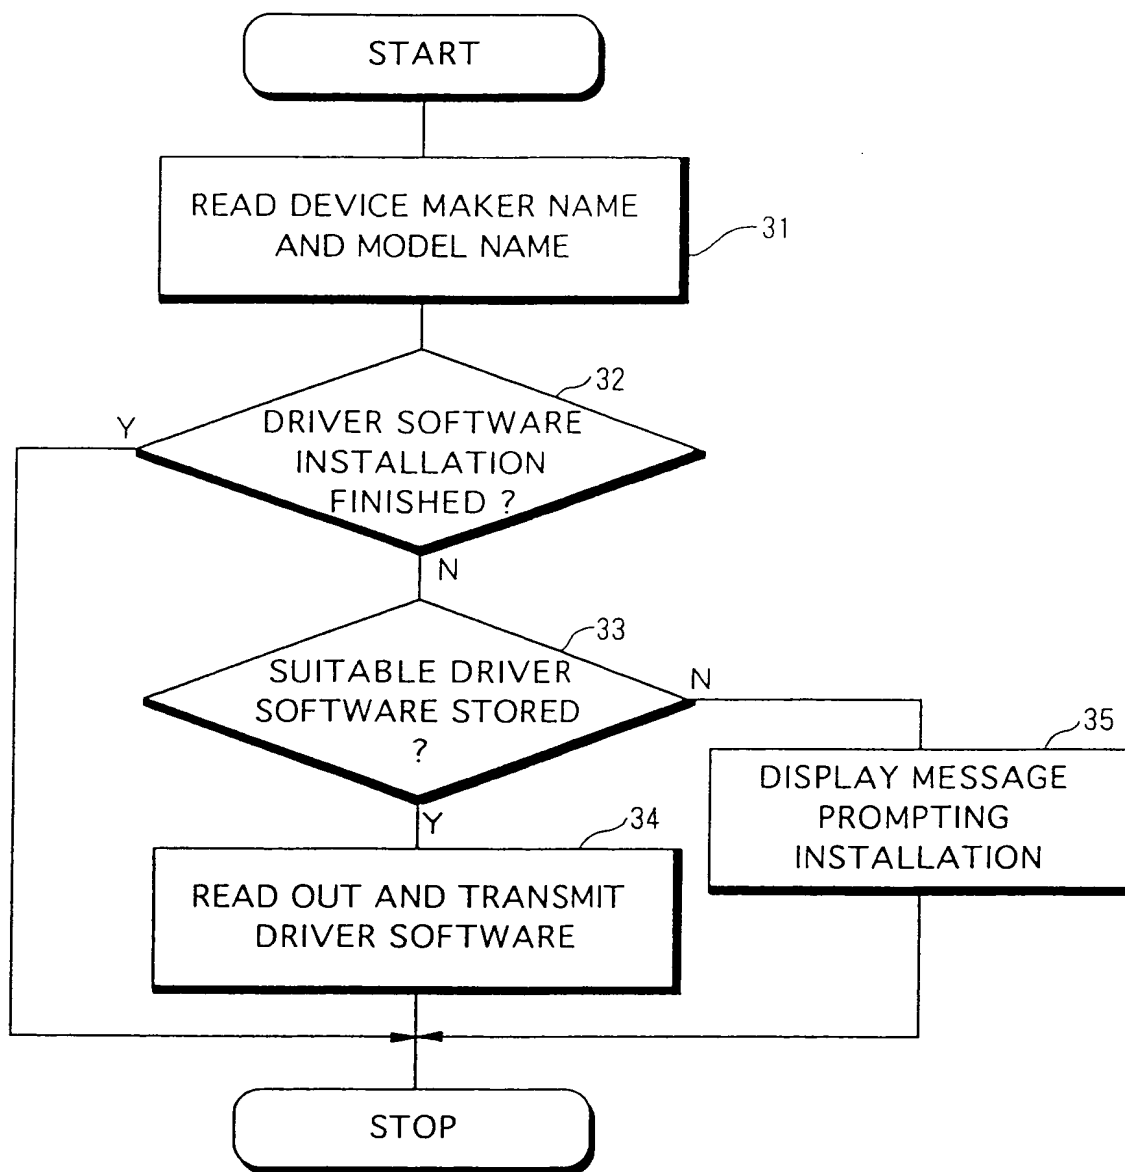 START
READ DEVICE MAKER NAME
AND MODEL NAME
31
32
Y
DRIVER SOFTWARE
INSTALLATION
FINISHED ?
N
33
SUITABLE DRIVER
SOFTWARE STORED
?
N
35
DISPLAY MESSAGE
PROMPTING
INSTALLATION
Y
34
READ OUT AND TRANSMIT
DRIVER SOFTWARE
STOP